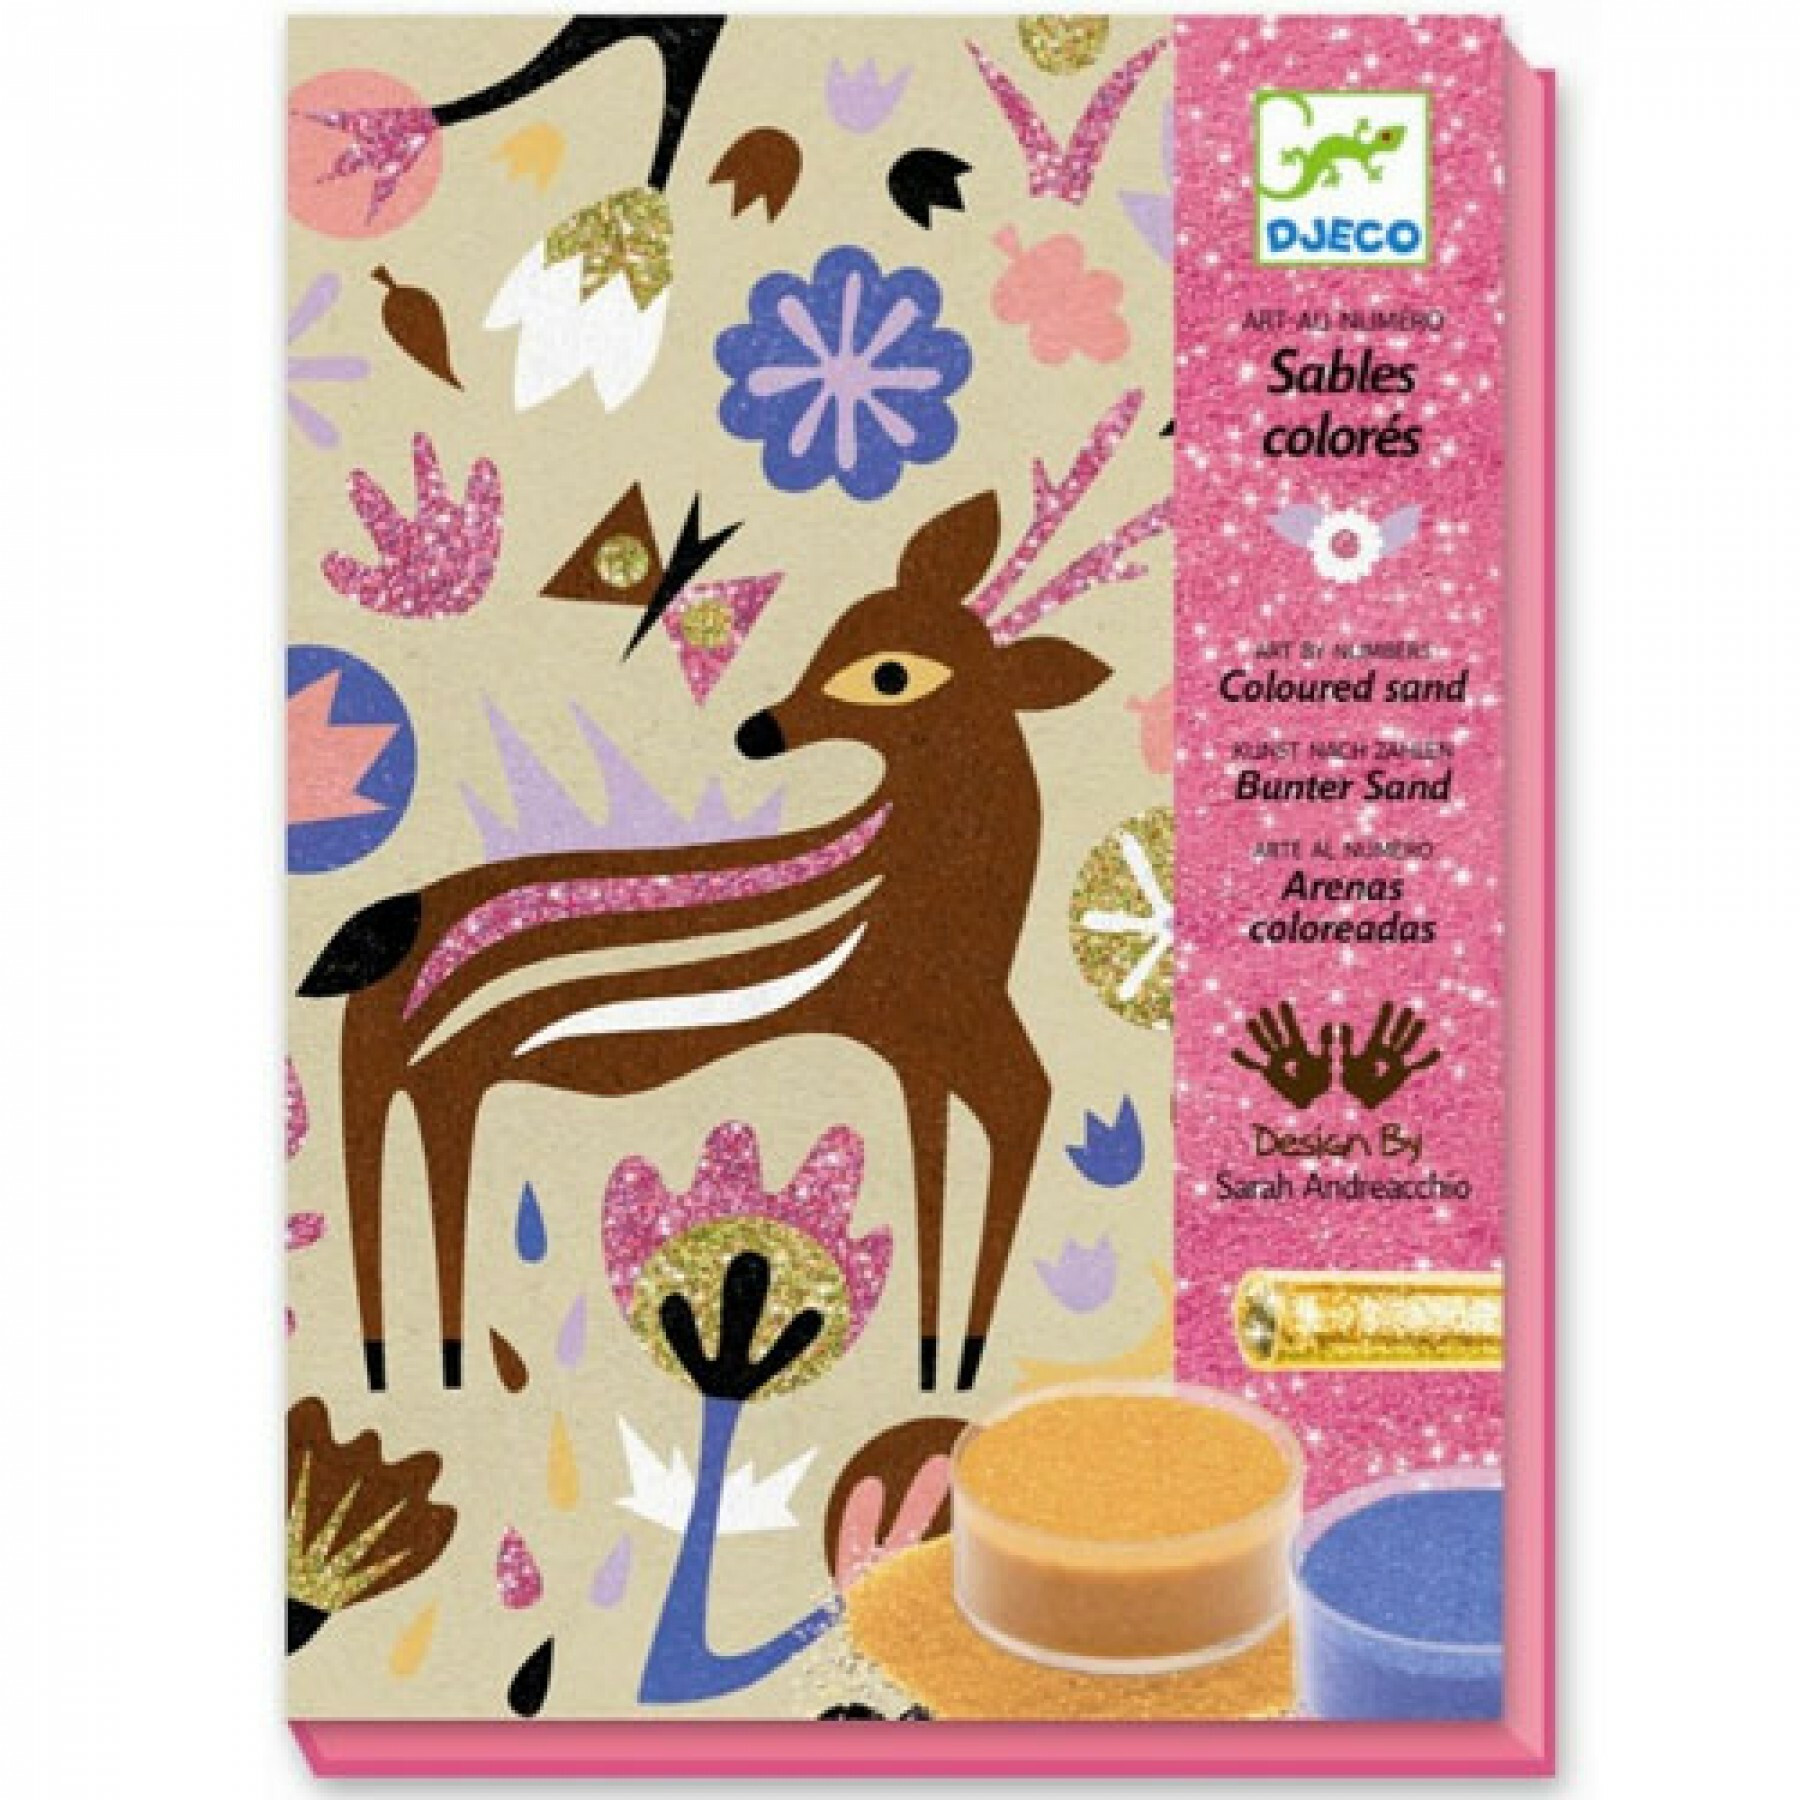 DJECO
ART AU NUMÉRO
Sables
colorés
ART BY NUMBERS
Coloured sand
KUNST NACH ZAHLEN
Bunter Sand
ARTE AL NÚMERO
Arenas
coloreadas
Design By
Sarah Andreacchio